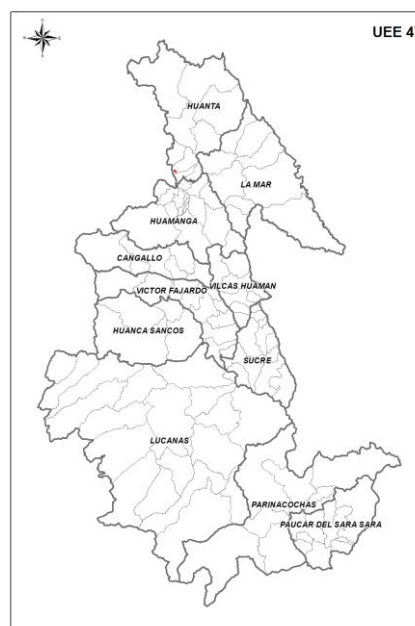 UEE 4
HUANTA
LA MAR
HUAMANGA
CANGALLO
VICTOR FAJARDO
VILCAS HUAMAN
HUANCA SANCOS
SUCRE
LUCANAS
PARINACOCHAS
PAUCAR DEL SARA SARA